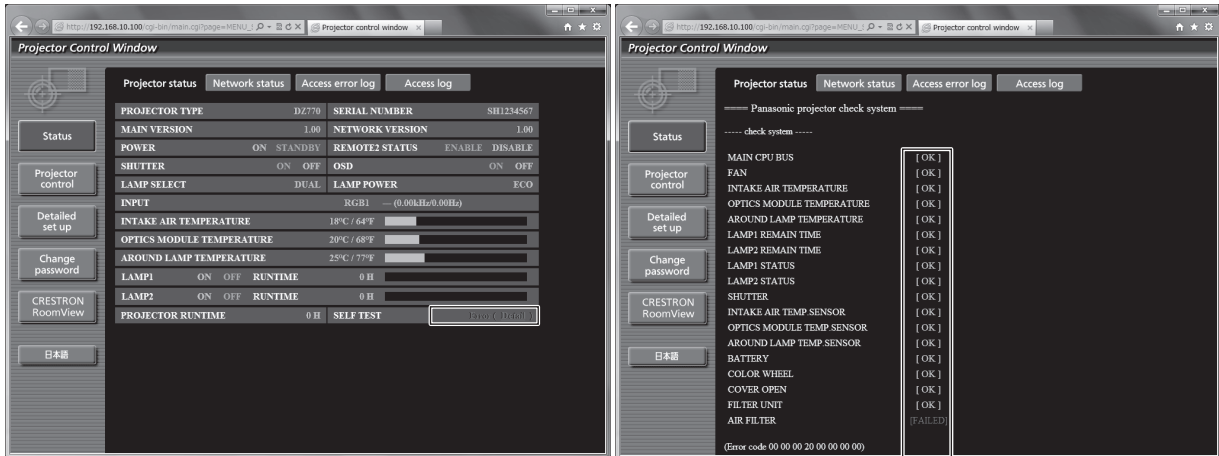 http://192.168.10.100/cgi-bin/main.cgi?page=MENU_S
Projector control window
Projector Control Window
Projector status
Network status
Access error log
Access log
Status
Projector control
Detailed set up
Change password
CRESTRON RoomView
日本語
PROJECTOR TYPE DZ770 SERIAL NUMBER SH1234567
MAIN VERSION 1.00 NETWORK VERSION 1.00
POWER ON STANDBY REMOTE2 STATUS ENABLE DISABLE
SHUTTER ON OFF OSD ON OFF
LAMP SELECT DUAL LAMP POWER ECO
INPUT RGB1 --- (0.00kHz/0.00Hz)
INTAKE AIR TEMPERATURE 18°C / 64°F
OPTICS MODULE TEMPERATURE 20°C / 68°F
AROUND LAMP TEMPERATURE 25°C / 77°F
LAMP1 ON OFF RUNTIME 0 H
LAMP2 ON OFF RUNTIME 0 H
PROJECTOR RUNTIME 0 H SELF TEST Error ( Detail )
http://192.168.10.100/cgi-bin/main.cgi?page=MENU_S
Projector control window
Projector Control Window
Projector status
Network status
Access error log
Access log
Status
Projector control
Detailed set up
Change password
CRESTRON RoomView
日本語
==== Panasonic projector check system ====
----- check system -----
MAIN CPU BUS [ OK ]
FAN [ OK ]
INTAKE AIR TEMPERATURE [ OK ]
OPTICS MODULE TEMPERATURE [ OK ]
AROUND LAMP TEMPERATURE [ OK ]
LAMP1 REMAIN TIME [ OK ]
LAMP2 REMAIN TIME [ OK ]
LAMP1 STATUS [ OK ]
LAMP2 STATUS [ OK ]
SHUTTER [ OK ]
INTAKE AIR TEMP.SENSOR [ OK ]
OPTICS MODULE TEMP.SENSOR [ OK ]
AROUND LAMP TEMP.SENSOR [ OK ]
BATTERY [ OK ]
COLOR WHEEL [ OK ]
COVER OPEN [ OK ]
FILTER UNIT [ OK ]
AIR FILTER [FAILED]
(Error code 00 00 00 20 00 00 00 00)